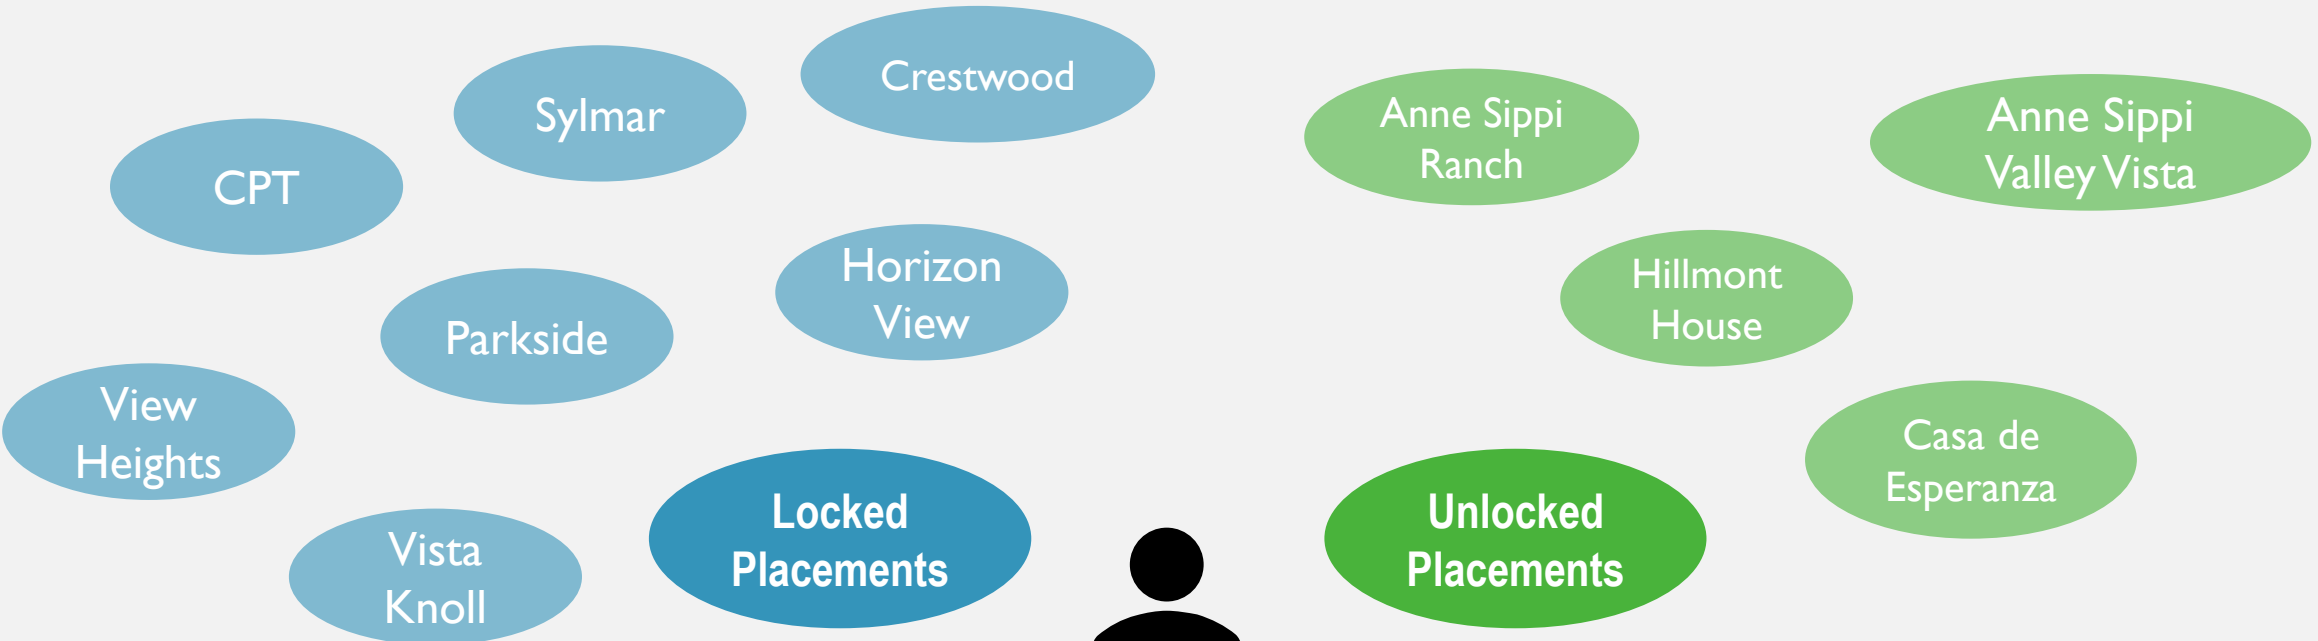 Crestwood
Sylmar
CPT
Horizon
View
Parkside
View
Heights
Vista
Knoll
Locked
Placements
Anne Sippi
Ranch
Anne Sippi
Valley Vista
Hillmont
House
Casa de
Esperanza
Unlocked
Placements